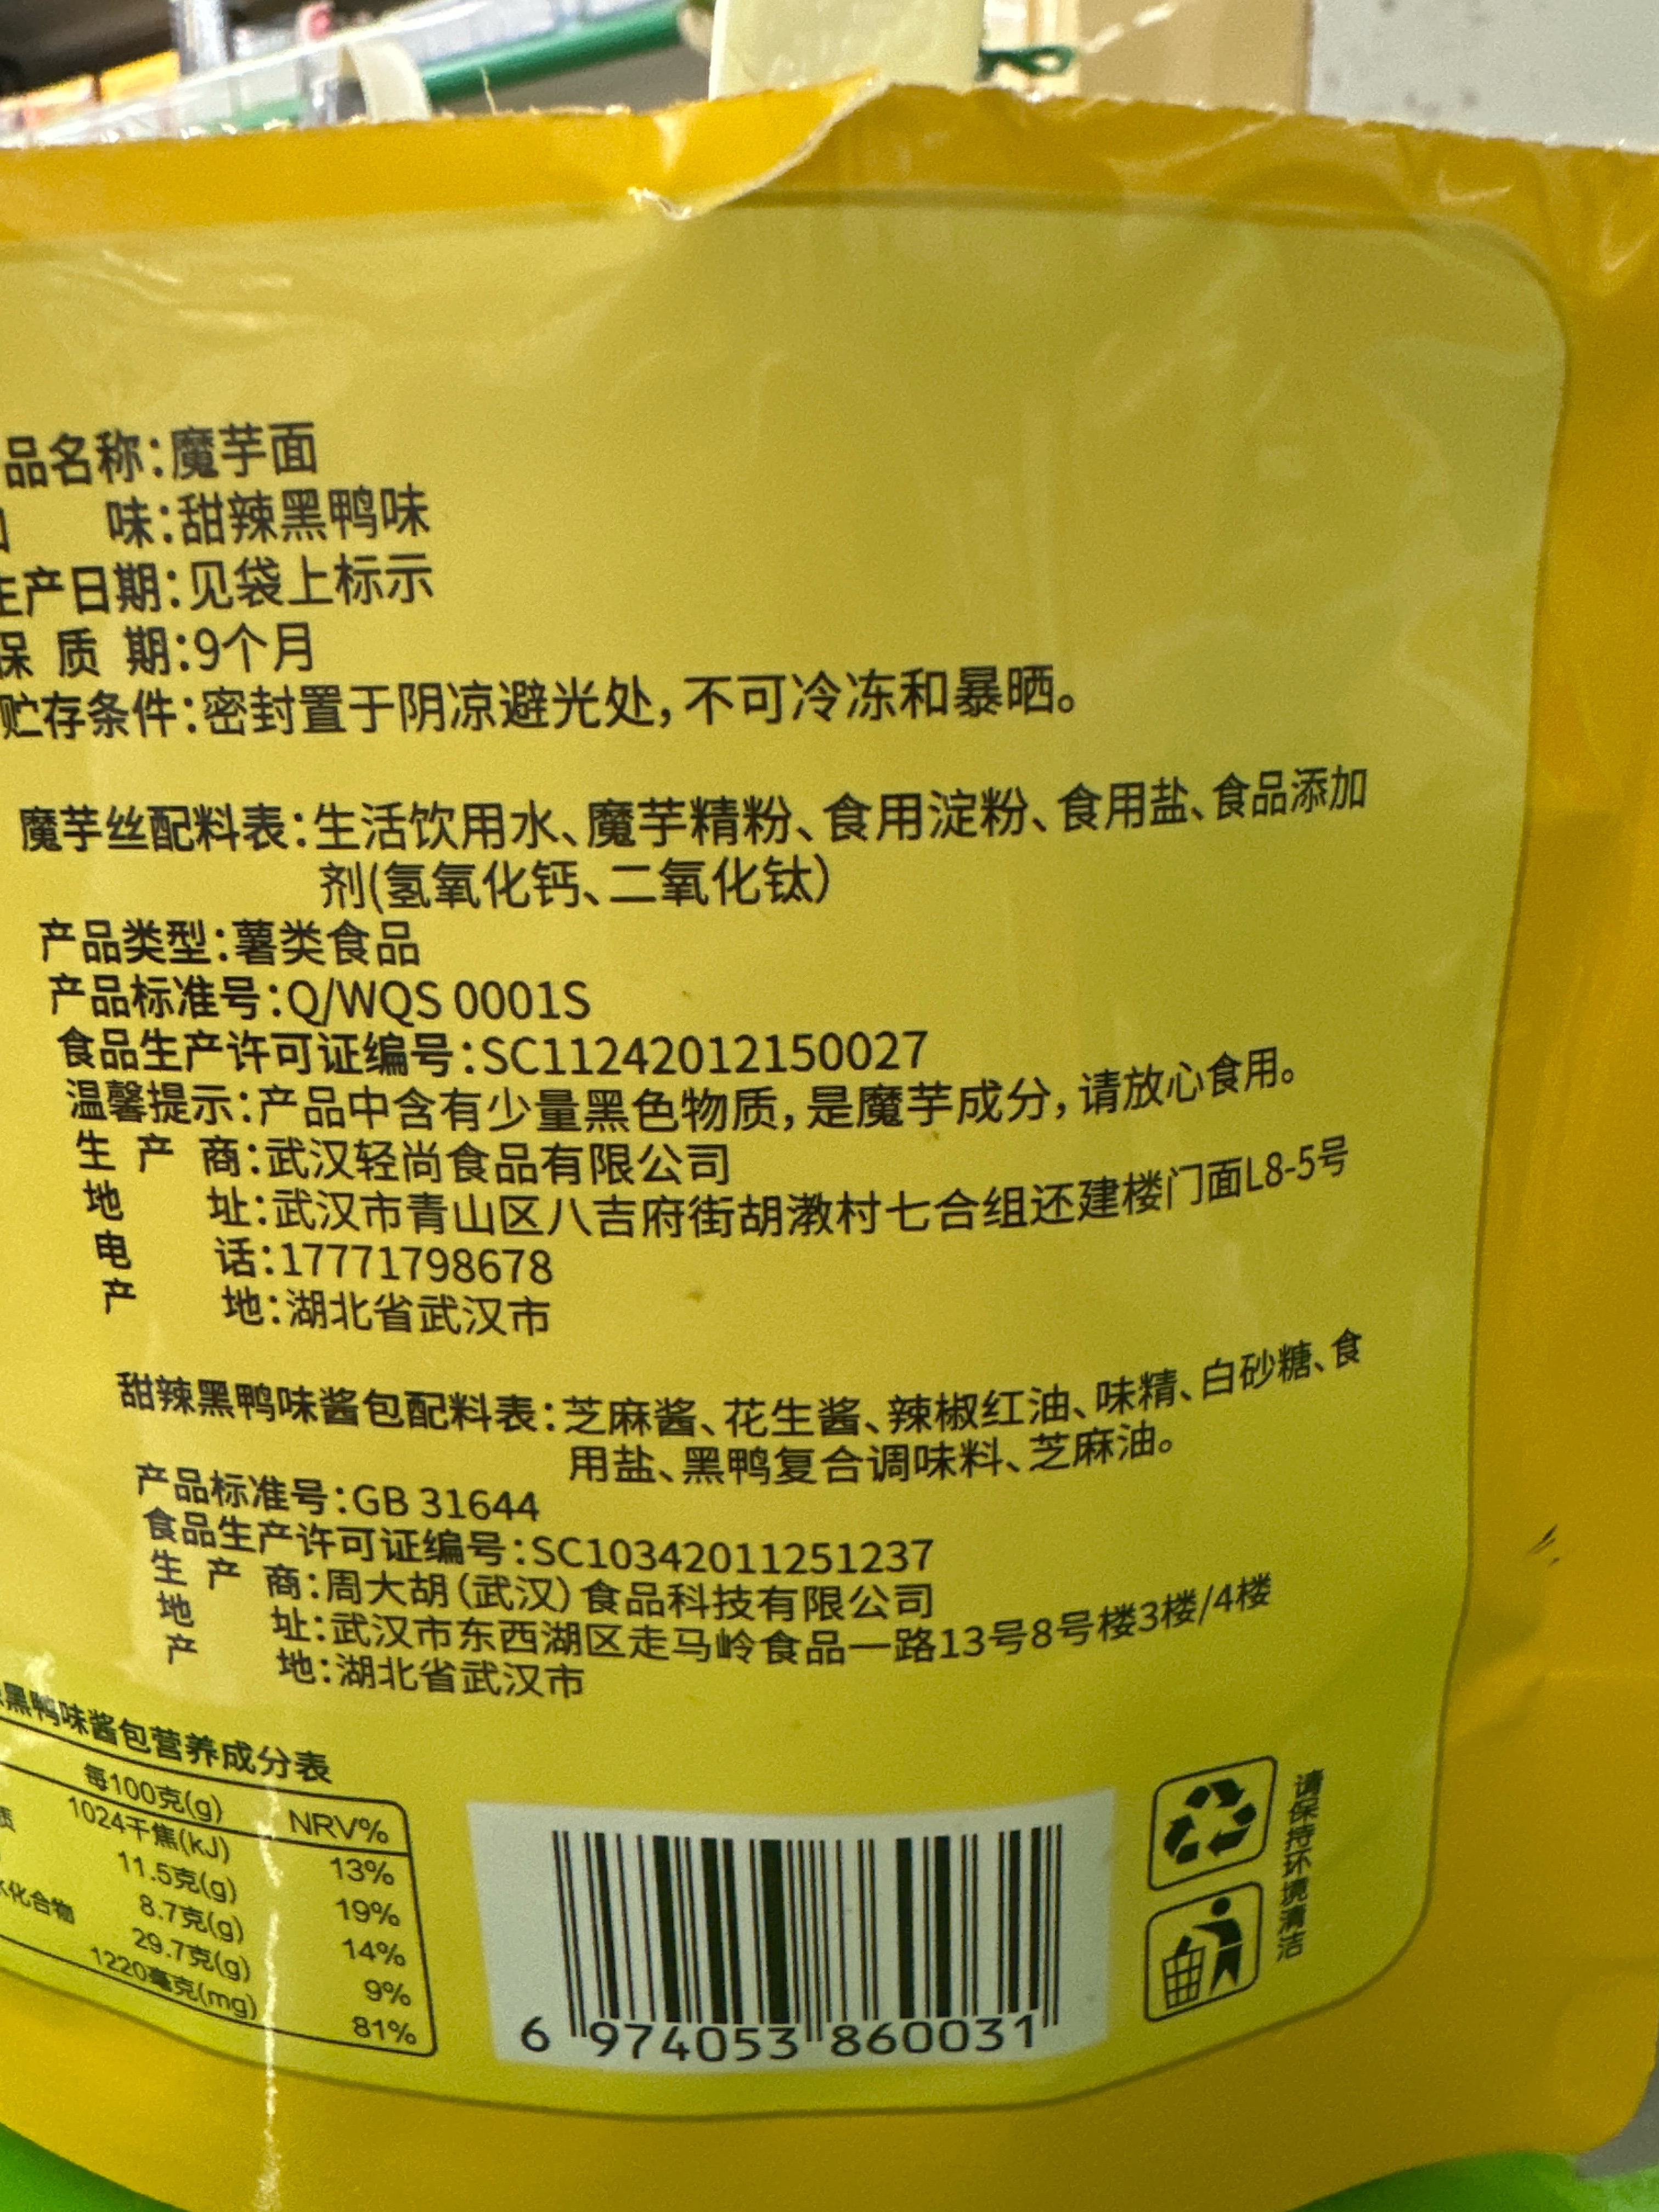 品名称：魔芋面
味：甜辣黑鸭味
生产日期：见袋上标示
保质期：9个月
贮存条件：密封置于阴凉避光处，不可冷冻和暴晒。
魔芋丝配料表：生活饮用水、魔芋精粉、食用淀粉、食用盐、食品添加
剂(氢氧化钙、二氧化钛)
产品类型：薯类食品
产品标准号：Q/WQS 0001S
食品生产许可证编号：SC11242012150027
温馨提示：产品中含有少量黑色物质，是魔芋成分，请放心食用。
生产商：武汉轻尚食品有限公司
地址：武汉市青山区八吉府街胡漖村七合组还建楼门面L8-5号
电话：17771798678
产地：湖北省武汉市
甜辣黑鸭味酱包配料表：芝麻酱、花生酱、辣椒红油、味精、白砂糖、食
用盐、黑鸭复合调味料、芝麻油。
产品标准号：GB 31644
食品生产许可证编号：SC10342011251237
生产商：周大胡（武汉）食品科技有限公司
地址：武汉市东西湖区走马岭食品一路13号8号楼3楼/4楼
产地：湖北省武汉市
黑鸭味酱包营养成分表
每100克(g) NRV%
1024千焦(kJ) 13%
质 11.5克(g) 19%
8.7克(g) 14%
水化合物 29.7克(g) 9%
1220毫克(mg) 81%
6 974053 860031
请保持环境清洁